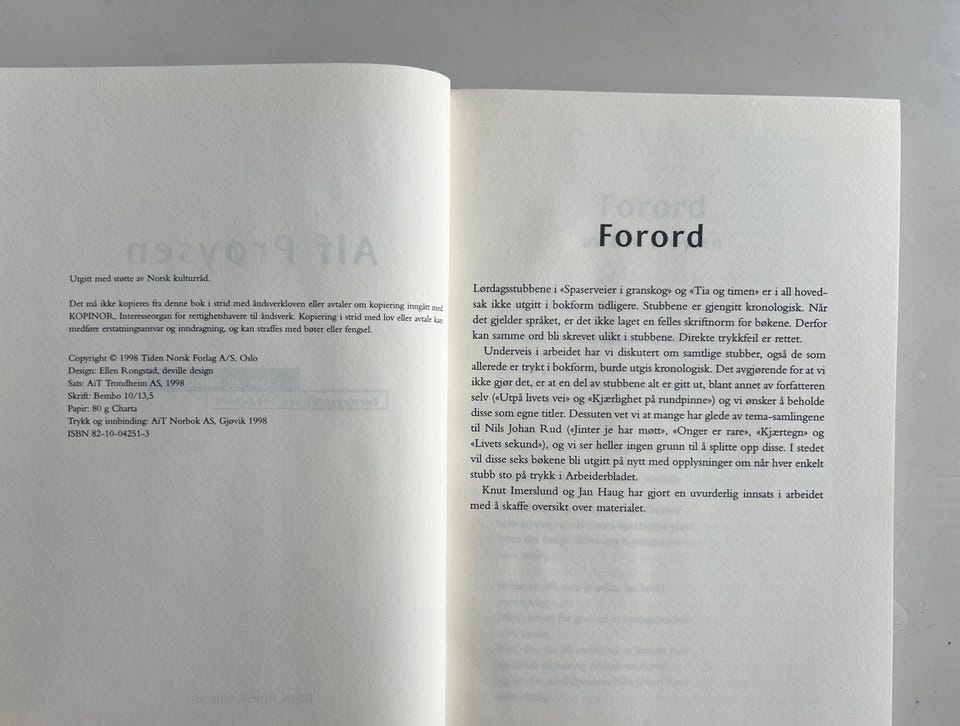 Utgitt med støtte av Norsk kulturråd.
Det må ikke kopieres fra denne bok i strid med åndsverkloven eller avtaler om kopiering inngått med
KOPINOR, Interesseorgan for rettighetshavere til åndsverk. Kopiering i strid med lov eller avtale kan
medføre erstatningsansvar og inndragning, og kan straffes med bøter eller fengsel.
Copyright © 1998 Tiden Norsk Forlag A/S, Oslo
Design: Ellen Rongstad, deville design
Sats: AiT Trondheim AS, 1998
Skrift: Bembo 10/13,5
Papir: 80 g Charta
Trykk og innbinding: AiT Norbok AS, Gjøvik 1998
ISBN 82-10-04251-3
Forord
Lørdagsstubbene i «Spaserveier i granskog» og «Tia og timen» er i all hoved-
sak ikke utgitt i bokform tidligere. Stubbene er gjengitt kronologisk. Når
det gjelder språket, er det ikke laget en felles skriftnorm for bøkene. Derfor
kan samme ord bli skrevet ulikt i stubbene. Direkte trykkfeil er rettet.
Underveis i arbeidet har vi diskutert om samtlige stubber, også de som
allerede er trykt i bokform, burde utgis kronologisk. Det avgjørende for at vi
ikke gjør det, er at en del av stubbene alt er gitt ut, blant annet av forfatteren
selv («Utpå livets vei» og «Kjærlighet på rundpinne») og vi ønsker å beholde
disse som egne titler. Dessuten vet vi at mange har glede av tema-samlingene
til Nils Johan Rud («Jinter je har møtt», «Onger er rare», «Kjærtegn» og
«Livets sekund»), og vi ser heller ingen grunn til å splitte opp disse. I stedet
vil disse seks bøkene bli utgitt på nytt med opplysninger om når hver enkelt
stubb sto på trykk i Arbeiderbladet.
Knut Imerslund og Jan Haug har gjort en uvurderlig innsats i arbeidet
med å skaffe oversikt over materialet.